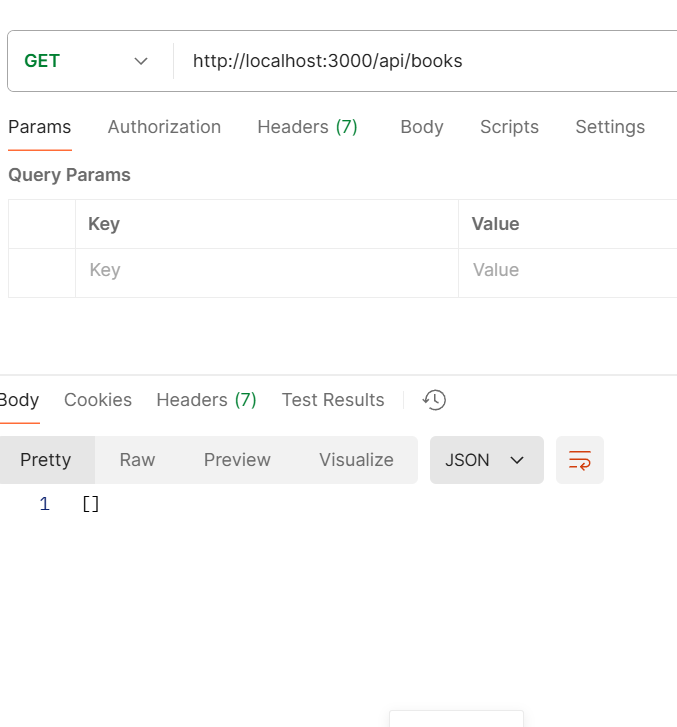 GET http://localhost:3000/api/books
Params Authorization Headers (7) Body Scripts Settings
Query Params
Key Value
Key Value
Body Cookies Headers (7) Test Results
Pretty Raw Preview Visualize JSON
1 []